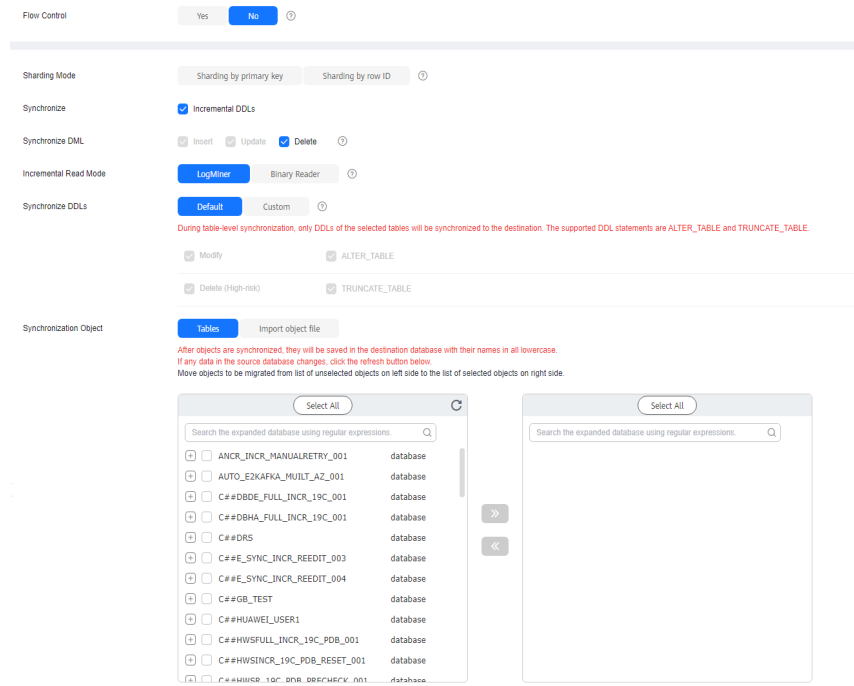 Flow Control Yes No ?
Sharding Mode Sharding by primary key Sharding by row ID ?
Synchronize Incremental DDLs
Synchronize DML Insert Update Delete ?
Incremental Read Mode LogMiner Binary Reader ?
Synchronize DDLs Default Custom ?
During table-level synchronization, only DDLs of the selected tables will be synchronized to the destination. The supported DDL statements are ALTER_TABLE and TRUNCATE_TABLE.
Modify ALTER_TABLE
Delete (High-risk) TRUNCATE_TABLE
Synchronization Object Tables Import object file
After objects are synchronized, they will be saved in the destination database with their names in all lowercase.
If any data in the source database changes, click the refresh button below.
Move objects to be migrated from list of unselected objects on left side to the list of selected objects on right side.
Select All Select All
Search the expanded database using regular expressions. Search the expanded database using regular expressions.
ANCR_INCR_MANUALRETRY_001 database
AUTO_E2KAFKA_MUILT_AZ_001 database
C##DBDE_FULL_INCR_19C_001 database
C##DBHA_FULL_INCR_19C_001 database
C##DRS database
C##E_SYNC_INCR_REEDIT_003 database
C##E_SYNC_INCR_REEDIT_004 database
C##GB_TEST database
C##HUAWEI_USER1 database
C##HWSFULL_INCR_19C_PDB_001 database
C##HWSINCR_19C_PDB_RESET_001 database
C##HWSR_19C_PDB_PRECHECK_001 database